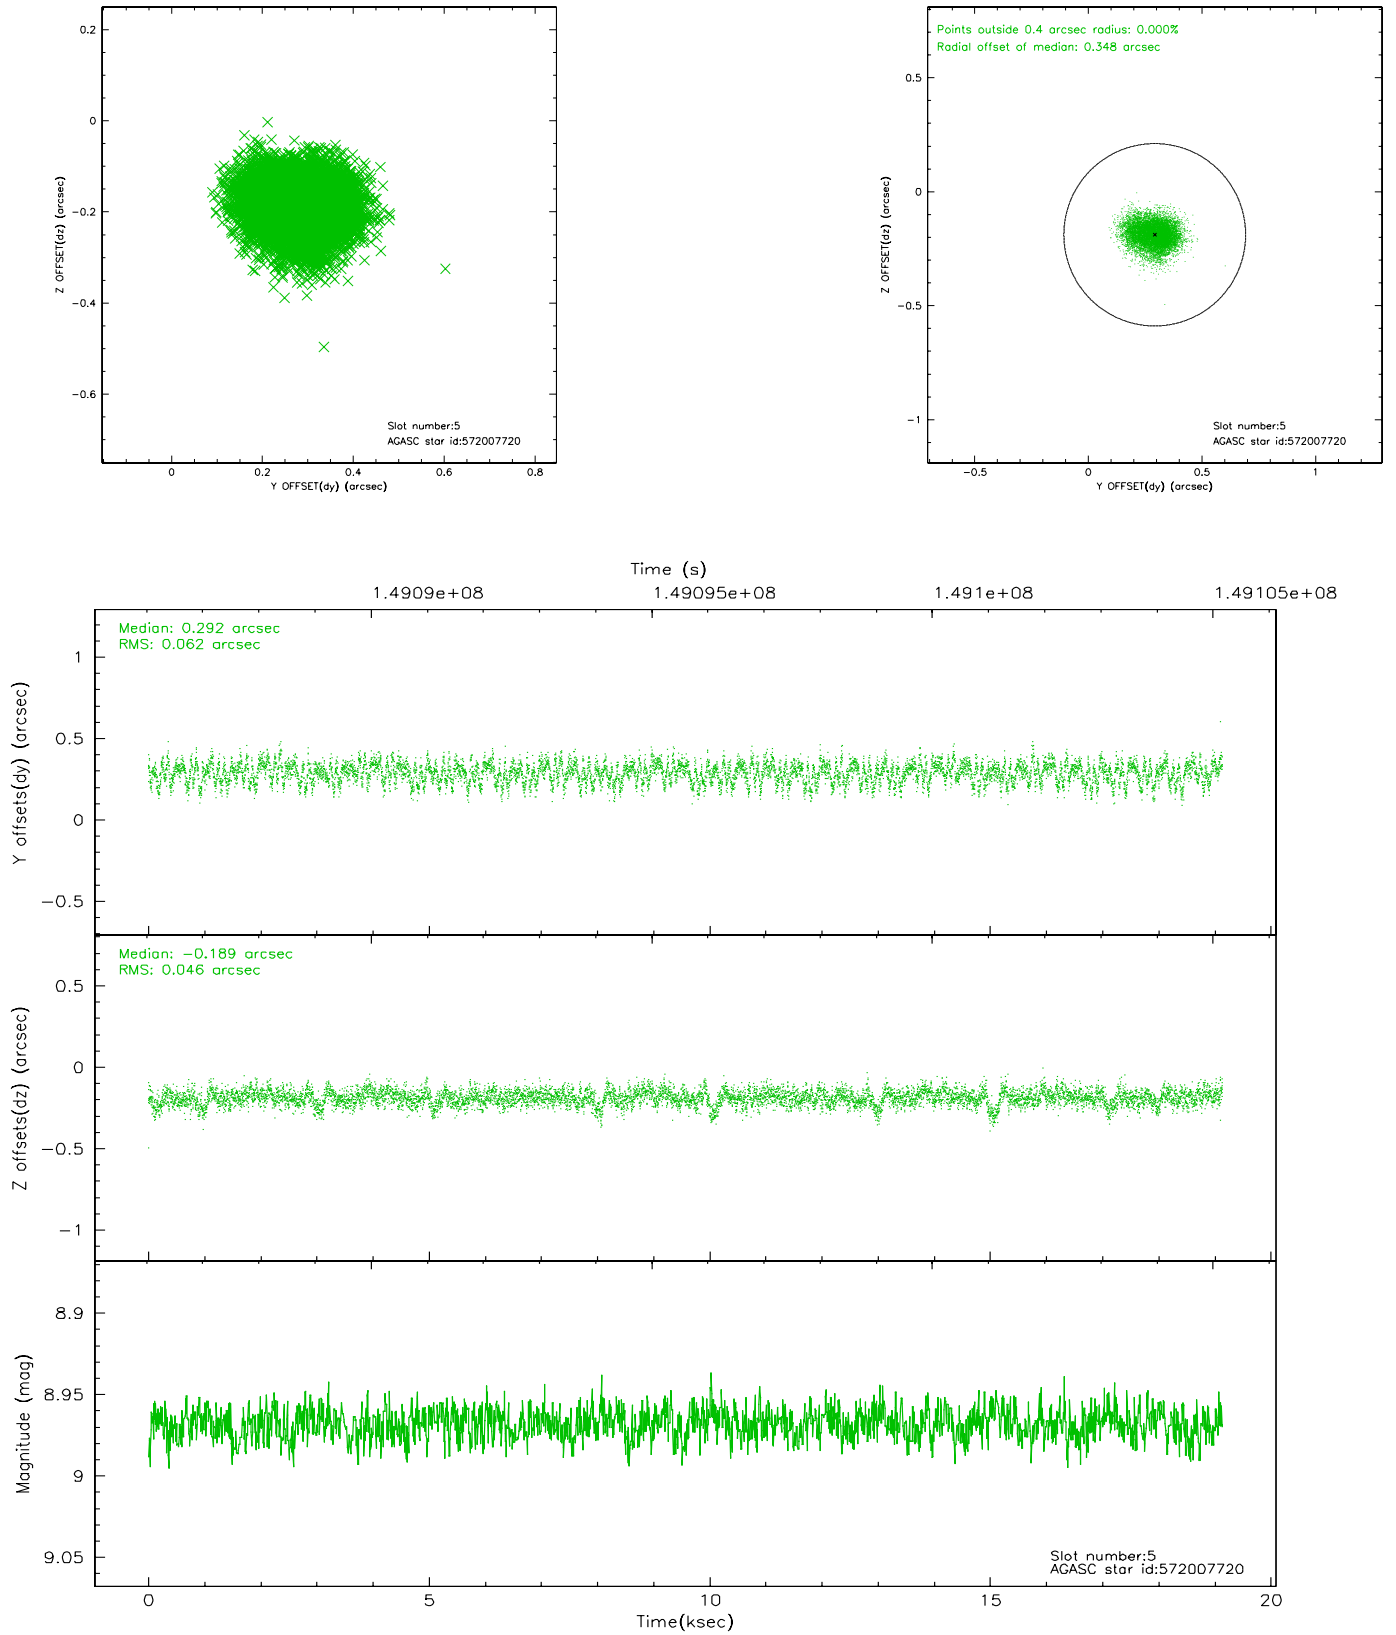 0.2
0
−0.2
−0.4
−0.6
Z OFFSET(dz) (arcsec)
Slot number:5
AGASC star id:572007720
0 0.2 0.4 0.6 0.8
Y OFFSET(dy) (arcsec)
Points outside 0.4 arcsec radius: 0.000%
Radial offset of median: 0.348 arcsec
0.5
0
−0.5
−1
Z OFFSET(dz) (arcsec)
Slot number:5
AGASC star id:572007720
−0.5 0 0.5 1
Y OFFSET(dy) (arcsec)
Time (s)
1.4909e+08 1.49095e+08 1.491e+08 1.49105e+08
Median: 0.292 arcsec
RMS: 0.062 arcsec
1
0.5
0
−0.5
Y offsets(dy) (arcsec)
Median: −0.189 arcsec
RMS: 0.046 arcsec
0.5
0
−0.5
−1
Z offsets(dz) (arcsec)
8.9
8.95
9
9.05
Magnitude (mag)
Slot number:5
AGASC star id:572007720
0 5 10 15 20
Time(ksec)